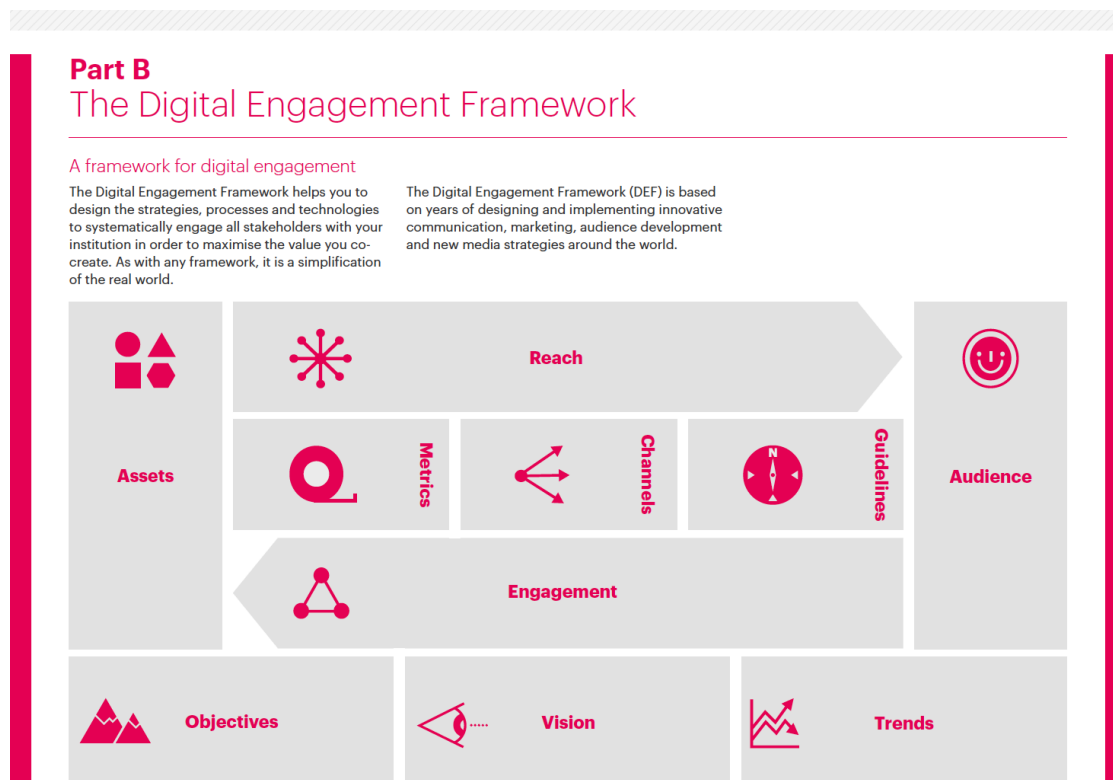 Part B
The Digital Engagement Framework
A framework for digital engagement
The Digital Engagement Framework helps you to
design the strategies, processes and technologies
to systematically engage all stakeholders with your
institution in order to maximise the value you co-
create. As with any framework, it is a simplification
of the real world.
The Digital Engagement Framework (DEF) is based
on years of designing and implementing innovative
communication, marketing, audience development
and new media strategies around the world.
Assets
Reach
Metrics
Channels
N
Guidelines
Audience
Engagement
Objectives
Vision
Trends